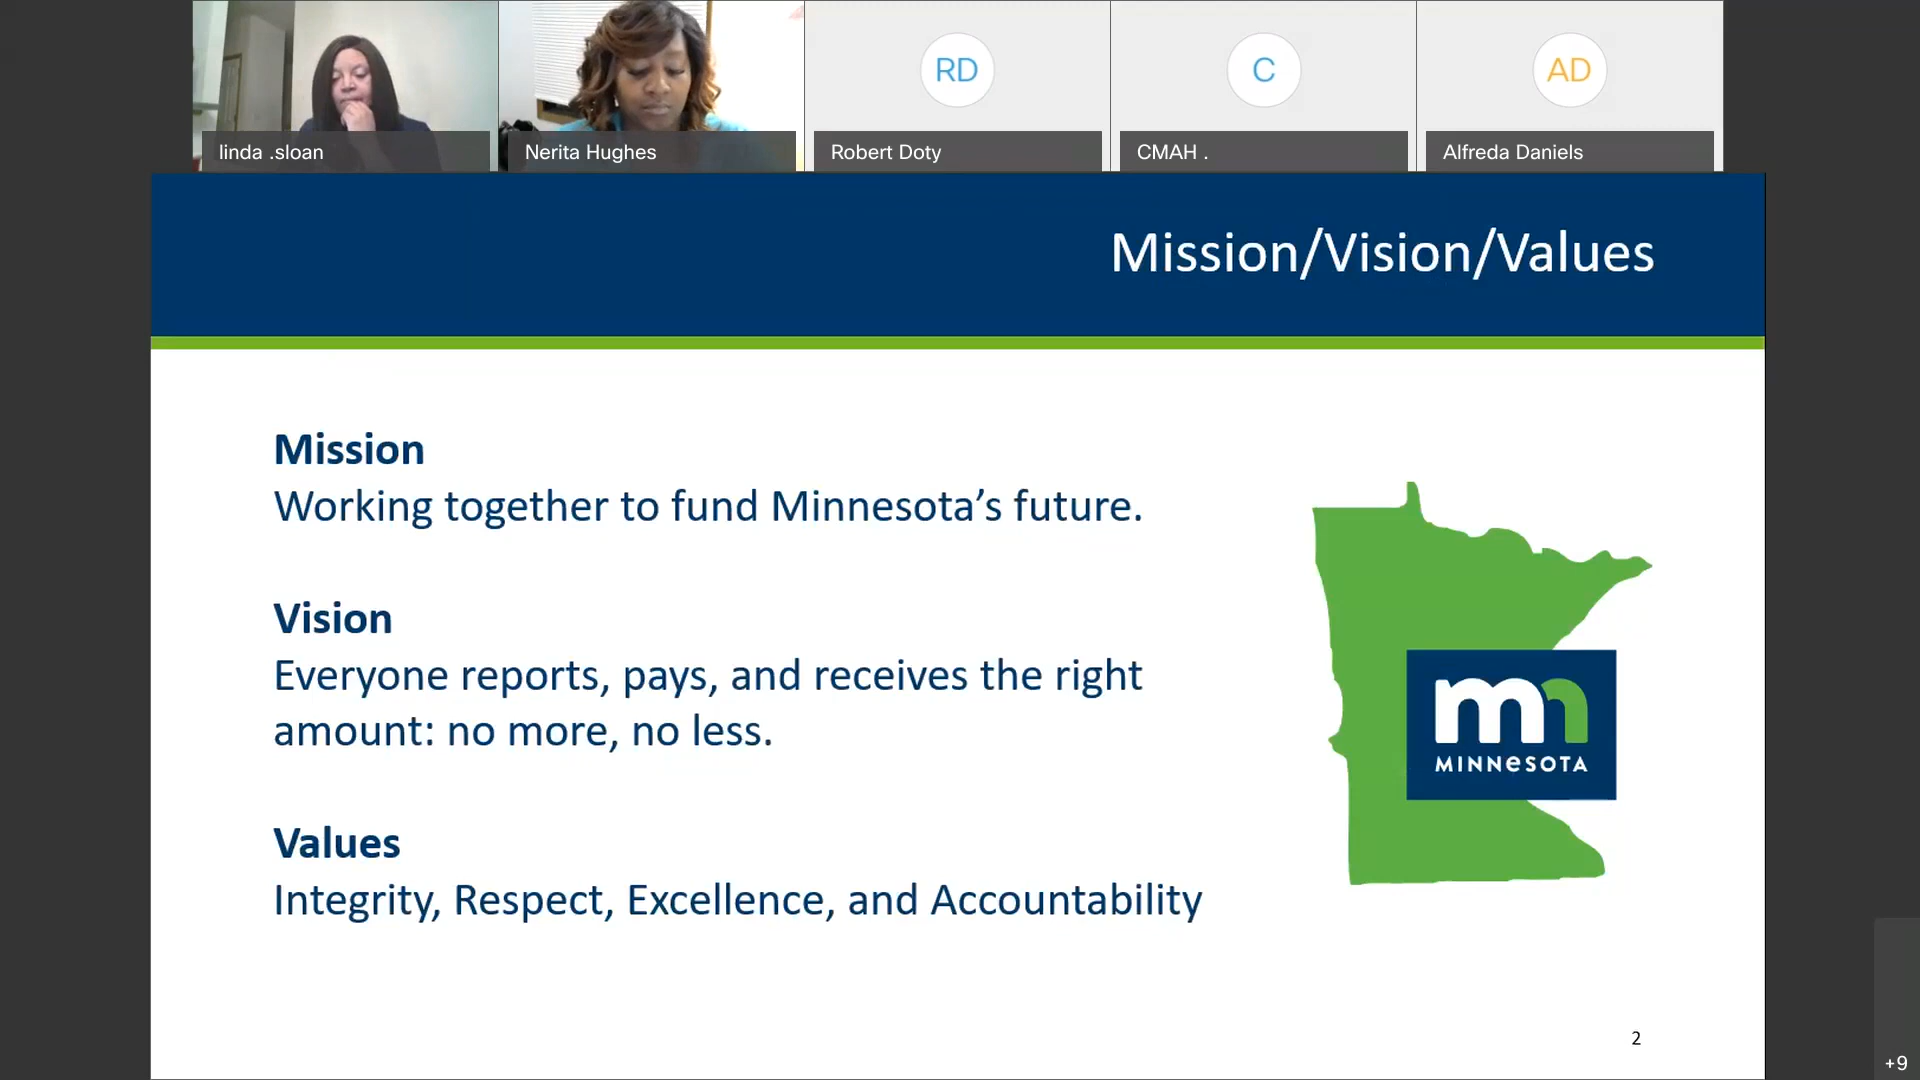 RD
C
AD
linda .sloan
Nerita Hughes
Robert Doty
CMAH .
Alfreda Daniels
Mission/Vision/Values
Mission
Working together to fund Minnesota’s future.
Vision
Everyone reports, pays, and receives the right
amount: no more, no less.
mn
MINNeSOTA
Values
Integrity, Respect, Excellence, and Accountability
2
+9